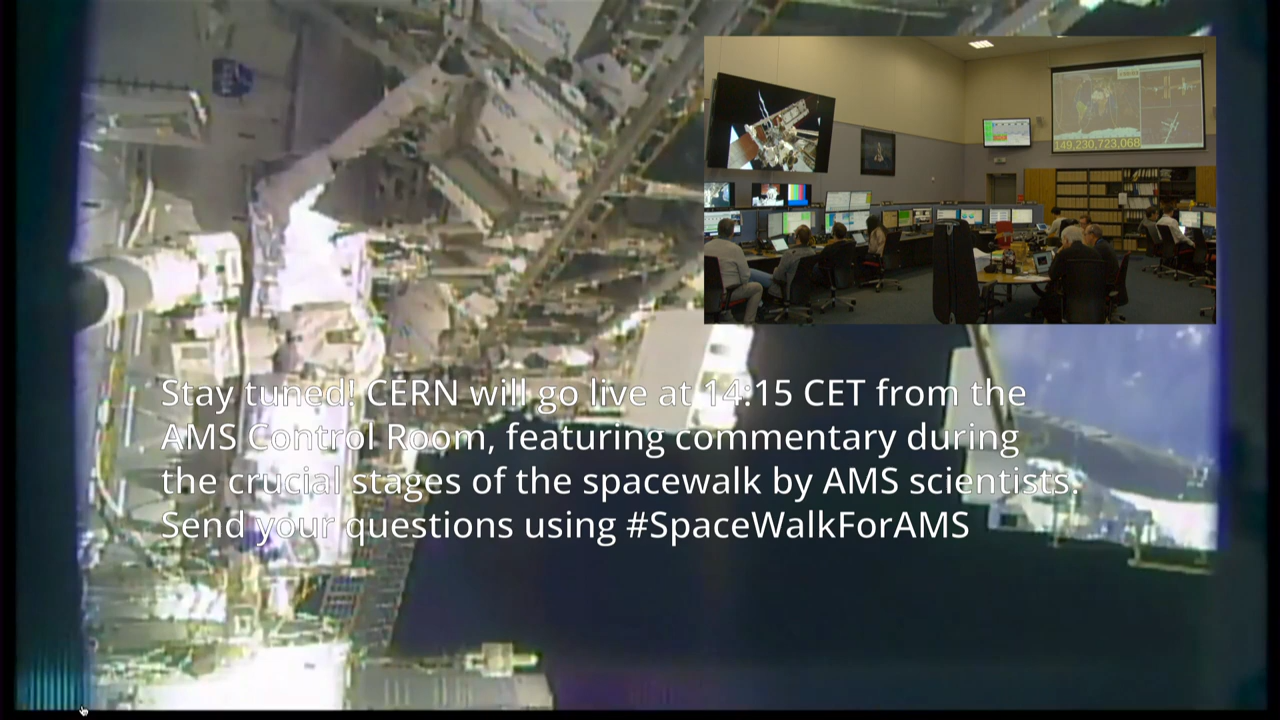 149,230,723,068
Stay tuned! CERN will go live at 14:15 CET from the
AMS Control Room, featuring commentary during
the crucial stages of the spacewalk by AMS scientists.
Send your questions using #SpaceWalkForAMS